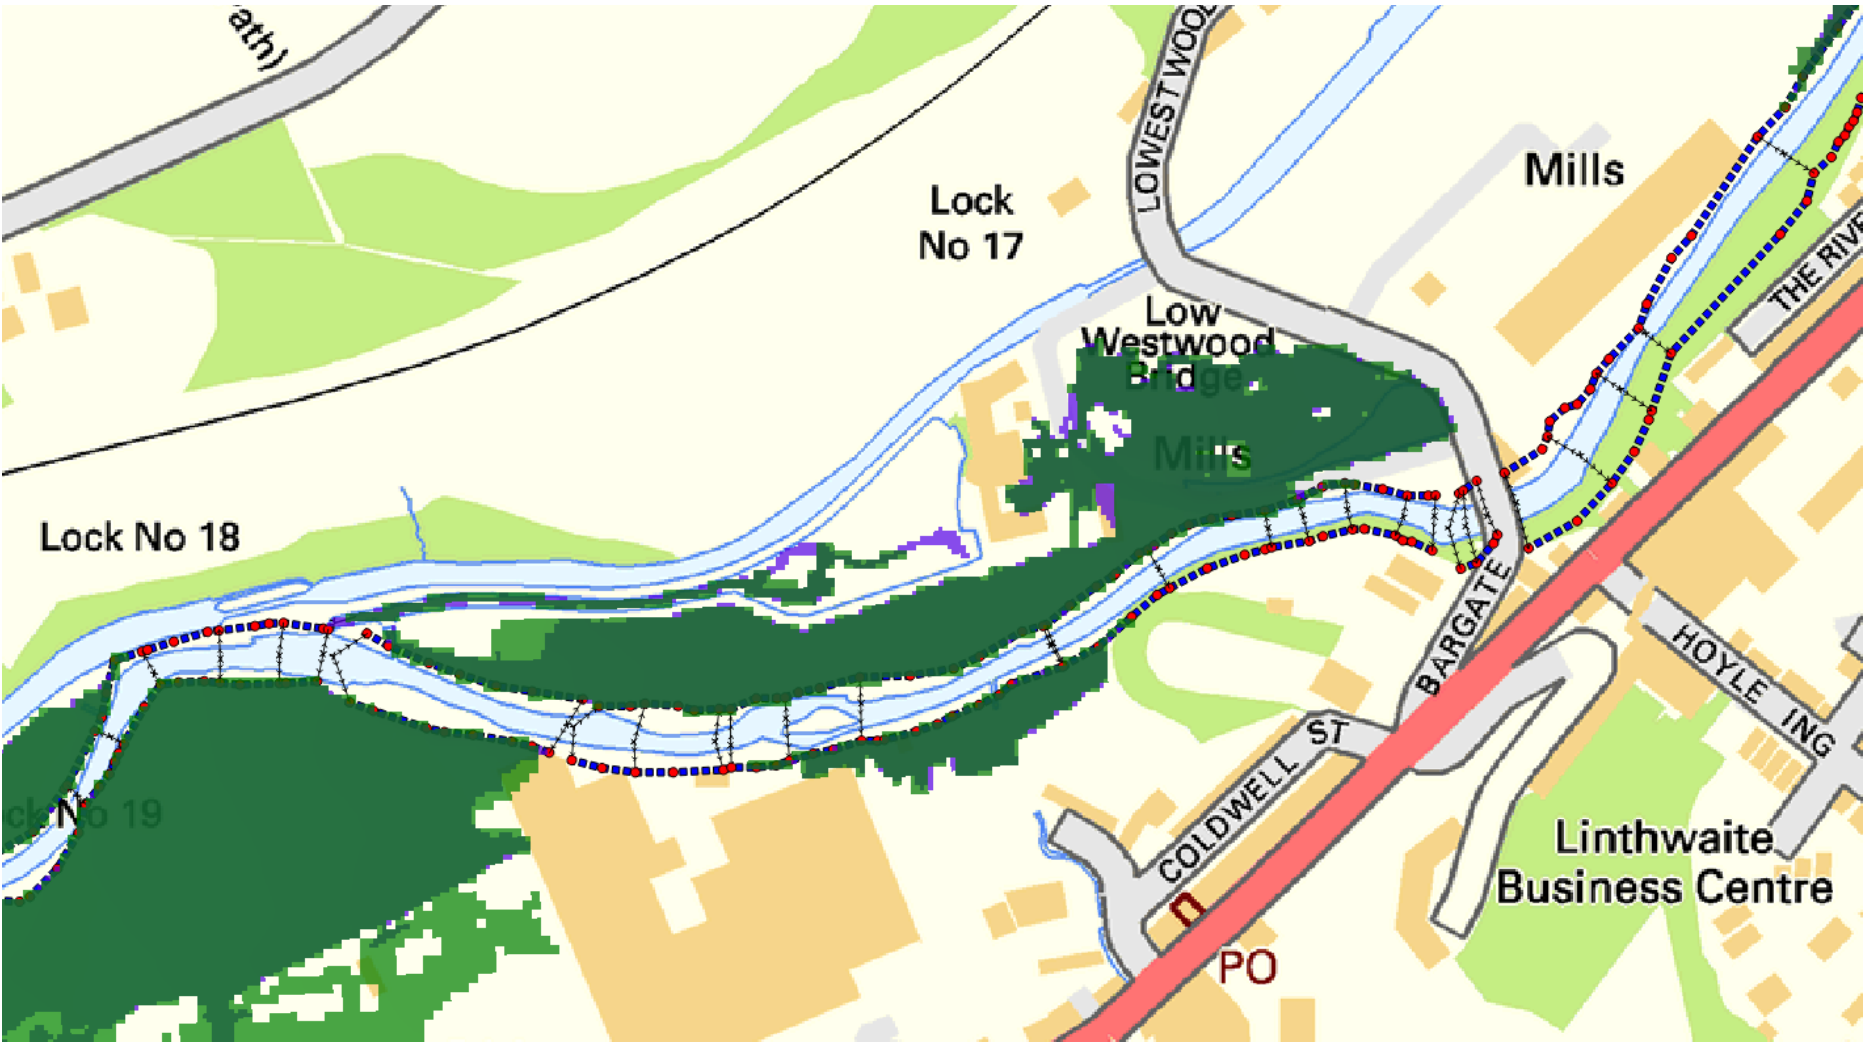 ath)
LOWESTWOOD
Mills
Lock
No 17
THE RIVE
Low
Westwood
Bridge
Mills
Lock No 18
BARGATE
HOYLE ING
ST
COLDWELL
ck No 19
Linthwaite
Business Centre
PO